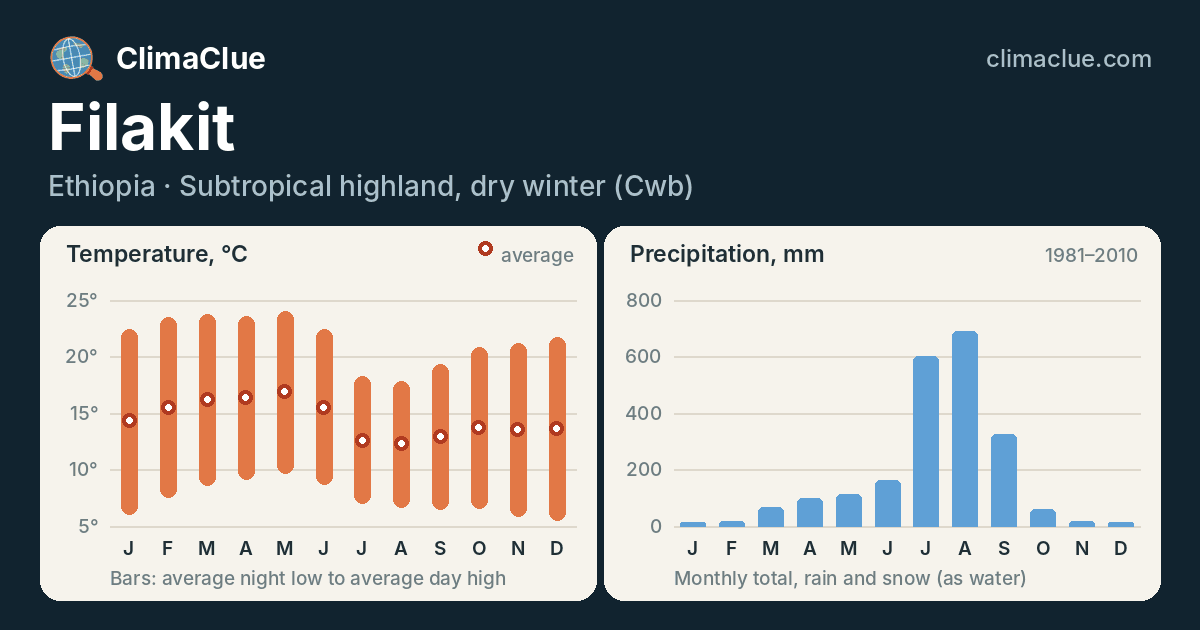 ClimaClue
climaclue.com
Filakit
Ethiopia · Subtropical highland, dry winter (Cwb)
Temperature, °C
average
25°
20°
15°
10°
5°
J F M A M J J A S O N D
Bars: average night low to average day high
Precipitation, mm
1981–2010
800
600
400
200
0
J F M A M J J A S O N D
Monthly total, rain and snow (as water)